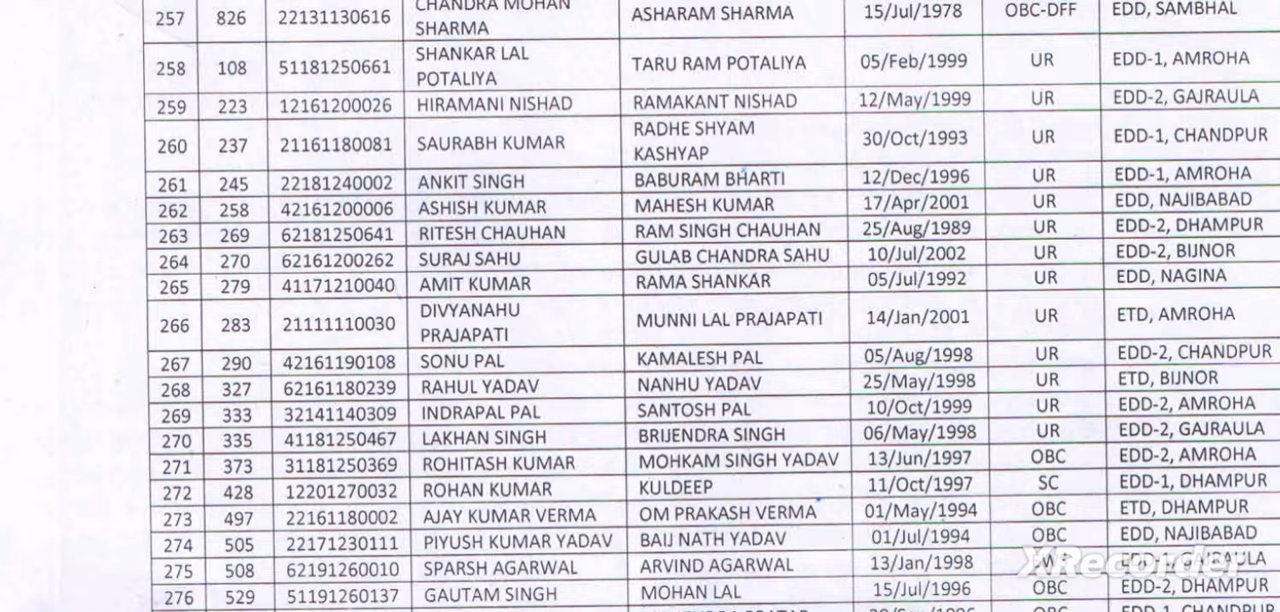 257 826 22131130616 CHANDRA MOHAN SHARMA ASHARAM SHARMA 15/Jul/1978 OBC-DFF EDD, SAMBHAL
258 108 51181250661 SHANKAR LAL POTALIYA TARU RAM POTALIYA 05/Feb/1999 UR EDD-1, AMROHA
259 223 12161200026 HIRAMANI NISHAD RAMAKANT NISHAD 12/May/1999 UR EDD-2, GAJRAULA
260 237 21161180081 SAURABH KUMAR RADHE SHYAM KASHYAP 30/Oct/1993 UR EDD-1, CHANDPUR
261 245 22181240002 ANKIT SINGH BABURAM BHARTI 12/Dec/1996 UR EDD-1, AMROHA
262 258 42161200006 ASHISH KUMAR MAHESH KUMAR 17/Apr/2001 UR EDD, NAJIBABAD
263 269 62181250641 RITESH CHAUHAN RAM SINGH CHAUHAN 25/Aug/1989 UR EDD-2, DHAMPUR
264 270 62161200262 SURAJ SAHU GULAB CHANDRA SAHU 10/Jul/2002 UR EDD-2, BIJNOR
265 279 41171210040 AMIT KUMAR RAMA SHANKAR 05/Jul/1992 UR EDD, NAGINA
266 283 21111110030 DIVYANAHU PRAJAPATI MUNNI LAL PRAJAPATI 14/Jan/2001 UR ETD, AMROHA
267 290 42161190108 SONU PAL KAMALESH PAL 05/Aug/1998 UR EDD-2, CHANDPUR
268 327 62161180239 RAHUL YADAV NANHU YADAV 25/May/1998 UR ETD, BIJNOR
269 333 32141140309 INDRAPAL PAL SANTOSH PAL 10/Oct/1999 UR EDD-2, AMROHA
270 335 41181250467 LAKHAN SINGH BRIJENDRA SINGH 06/May/1998 UR EDD-2, GAJRAULA
271 373 31181250369 ROHITASH KUMAR MOHKAM SINGH YADAV 13/Jun/1997 OBC EDD-2, AMROHA
272 428 12201270032 ROHAN KUMAR KULDEEP 11/Oct/1997 SC EDD-1, DHAMPUR
273 497 22161180002 AJAY KUMAR VERMA OM PRAKASH VERMA 01/May/1994 OBC ETD, DHAMPUR
274 505 22171230111 PIYUSH KUMAR YADAV BAIJ NATH YADAV 01/Jul/1994 OBC EDD, NAJIBABAD
275 508 62191260010 SPARSH AGARWAL ARVIND AGARWAL 13/Jan/1998
XRecorder
276 529 51191260137 GAUTAM SINGH MOHAN LAL 15/Jul/1996 OBC EDD-2, DHAMPUR